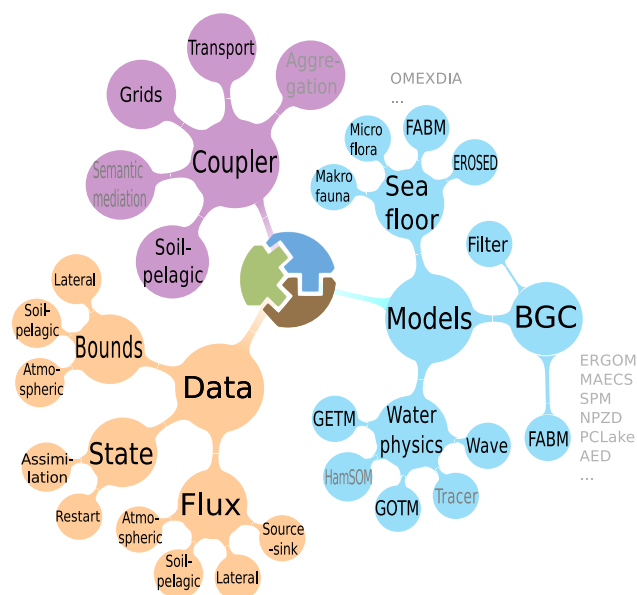 Transport
Aggre-
gation
Grids
Coupler
Semantic
mediation
Soil-
pelagic
OMEXDIA
...
Micro
flora
FABM
EROSED
Makro
fauna
Sea
floor
Filter
Models
BGC
ERGOM
MAECS
SPM
NPZD
PCLake
AED
...
FABM
GETM
Water
physics
Wave
HamSOM
GOTM
Tracer
Lateral
Soil-
pelagic
Bounds
Atmo-
spheric
Data
State
Assimi-
lation
Restart
Flux
Atmo-
spheric
Soil-
pelagic
Lateral
Source
-sink